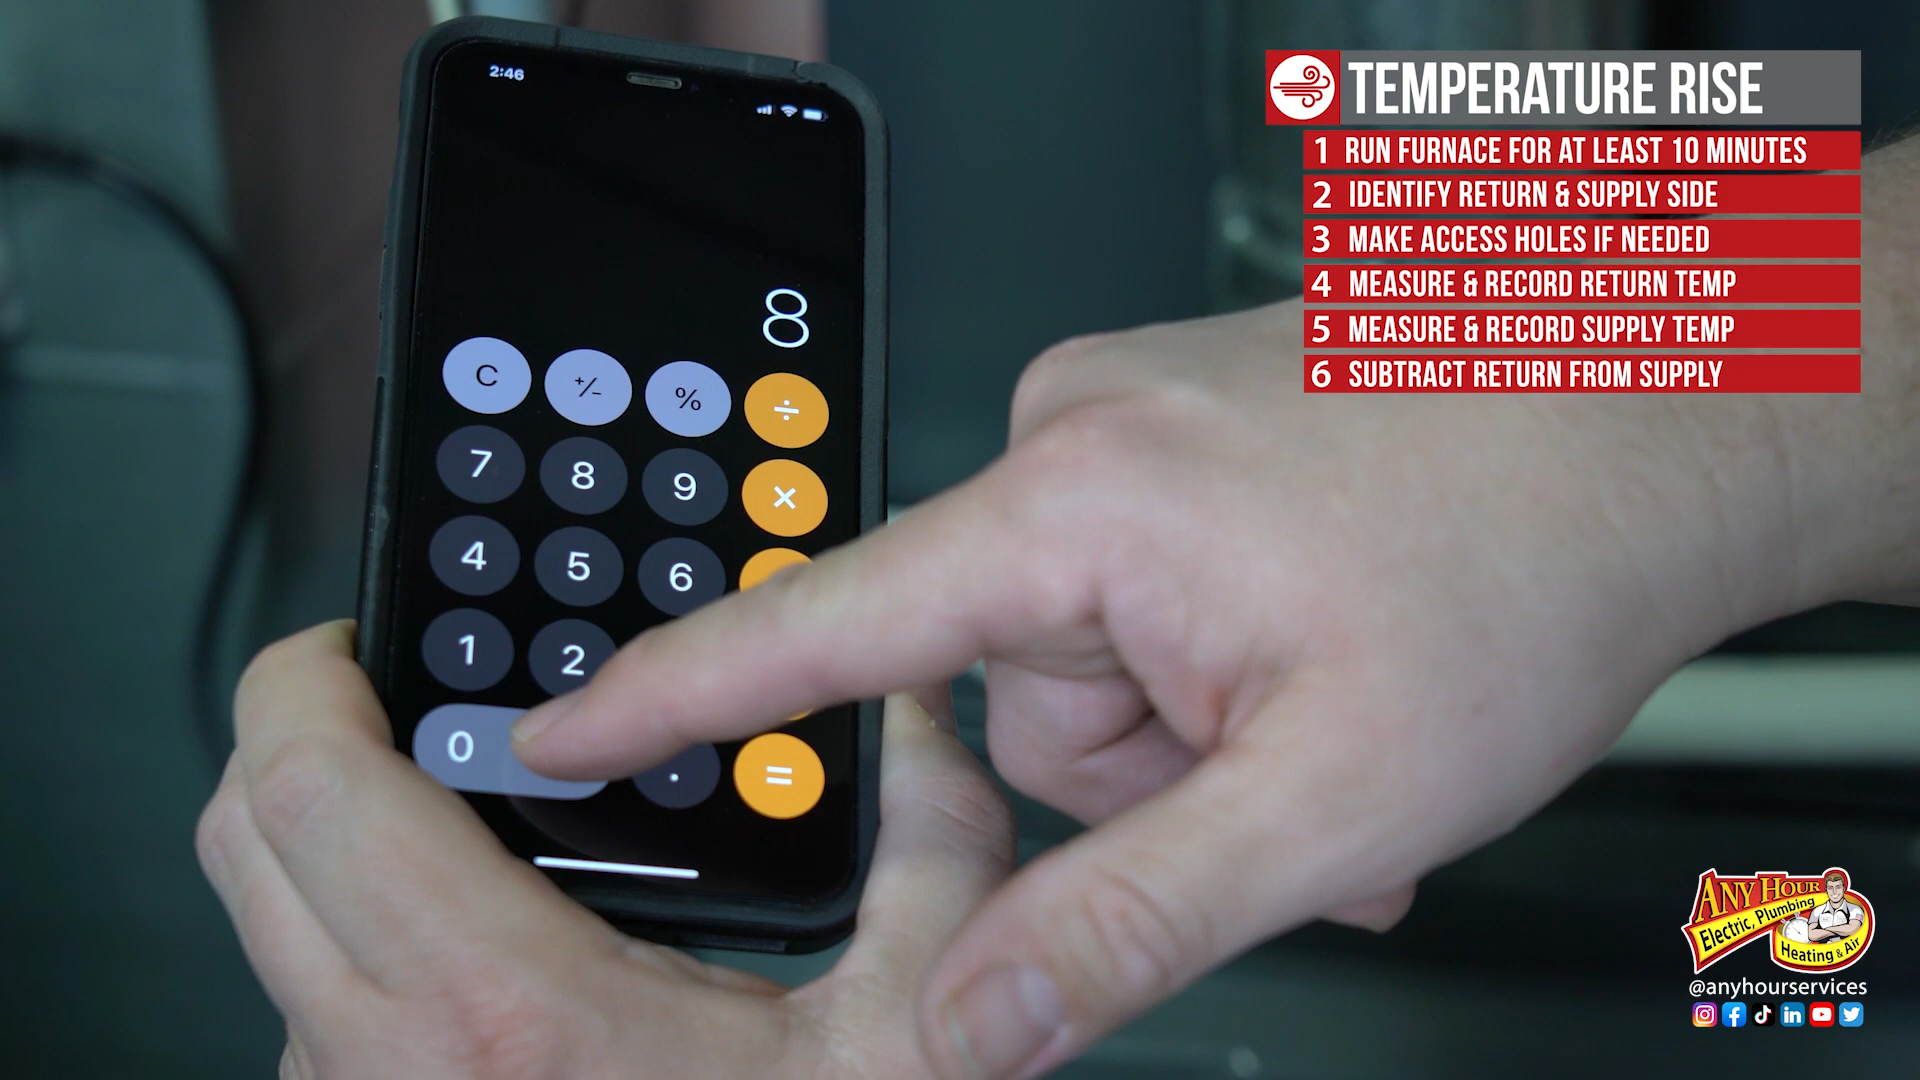 2:46
8
C +/- % ÷
7 8 9 ×
4 5 6
1 2
0 . =
TEMPERATURE RISE
1 RUN FURNACE FOR AT LEAST 10 MINUTES
2 IDENTIFY RETURN & SUPPLY SIDE
3 MAKE ACCESS HOLES IF NEEDED
4 MEASURE & RECORD RETURN TEMP
5 MEASURE & RECORD SUPPLY TEMP
6 SUBTRACT RETURN FROM SUPPLY
ANY HOUR
Electric, Plumbing
Heating & Air
@anyhourservices